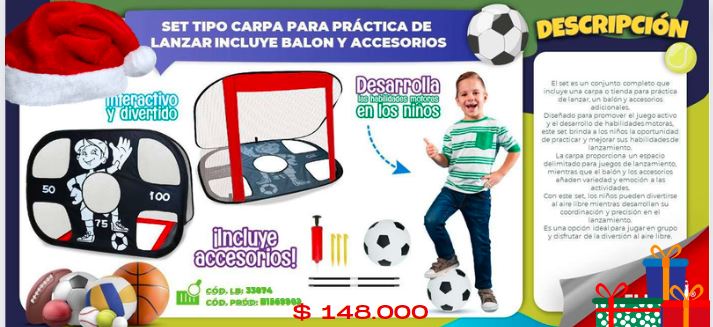 SET TIPO CARPA PARA PRÁCTICA DE
LANZAR INCLUYE BALON Y ACCESORIOS
Interactivo
y divertido
50
100
75
Desarrolla
las habilidades motoras
en los niños
¡Incluye
accesorios!
CÓD. LB: 33074
CÓD. PROD:
$ 148.000
DESCRIPCIÓN
El set es un conjunto completo que
incluye una carpa o tienda para práctica
de lanzar, un balón y accesorios
adicionales.
Diseñado para promover el juego activo
y el desarrollo de habilidades motoras,
este set brinda a los niños la oportunidad
de practicar y mejorar sus habilidades de
lanzamiento.
La carpa proporciona un espacio
delimitado para juegos de lanzamiento,
mientras que el balón y los accesorios
añaden variedad y emoción a las
actividades.
Con este set, los niños pueden divertirse
al aire libre mientras desarrollan su
coordinación y precisión en el
lanzamiento.
Es una opción ideal para jugar en grupo
y disfrutar de la diversión al aire libre.